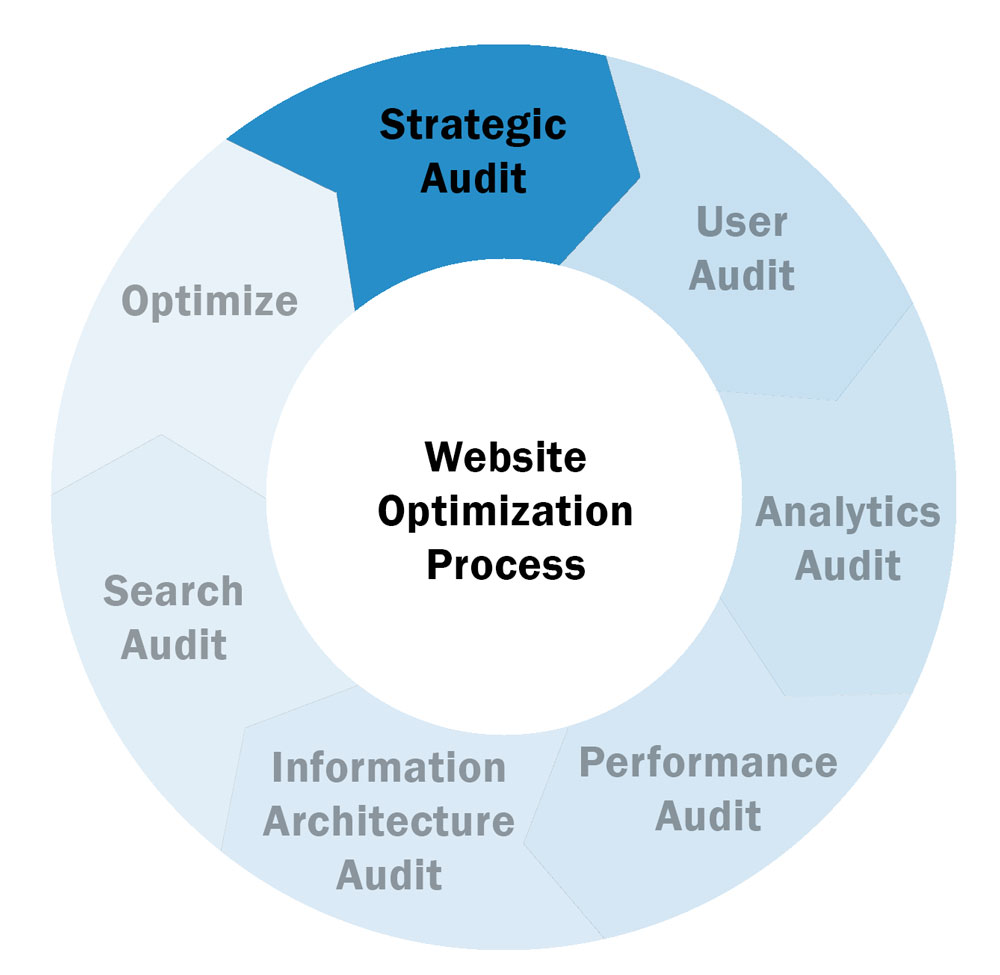 Strategic
Audit
User
Audit
Analytics
Audit
Performance
Audit
Information
Architecture
Audit
Search
Audit
Optimize
Website
Optimization
Process